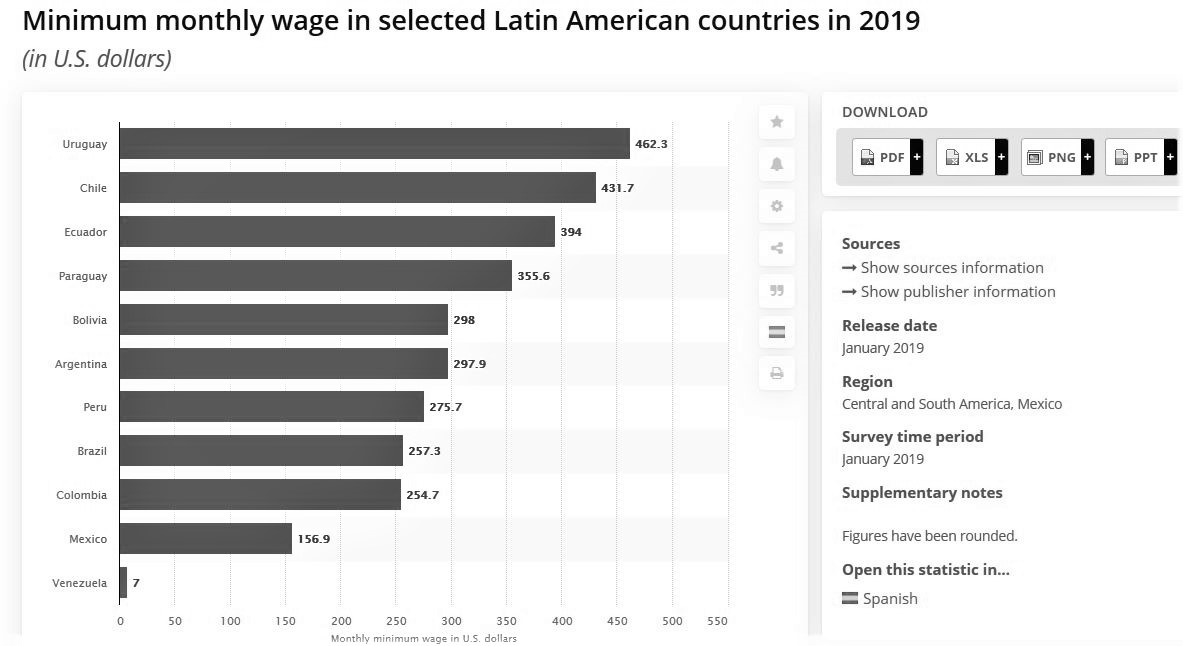 Minimum monthly wage in selected Latin American countries in 2019
(in U.S. dollars)
Uruguay 462.3
Chile 431.7
Ecuador 394
Paraguay 355.6
Bolivia 298
Argentina 297.9
Peru 275.7
Brazil 257.3
Colombia 254.7
Mexico 156.9
Venezuela 7
0 50 100 150 200 250 300 350 400 450 500 550
Monthly minimum wage in U.S. dollars
DOWNLOAD
PDF + XLS + PNG + PPT +
Sources
→ Show sources information
→ Show publisher information
Release date
January 2019
Region
Central and South America, Mexico
Survey time period
January 2019
Supplementary notes
Figures have been rounded.
Open this statistic in...
Spanish